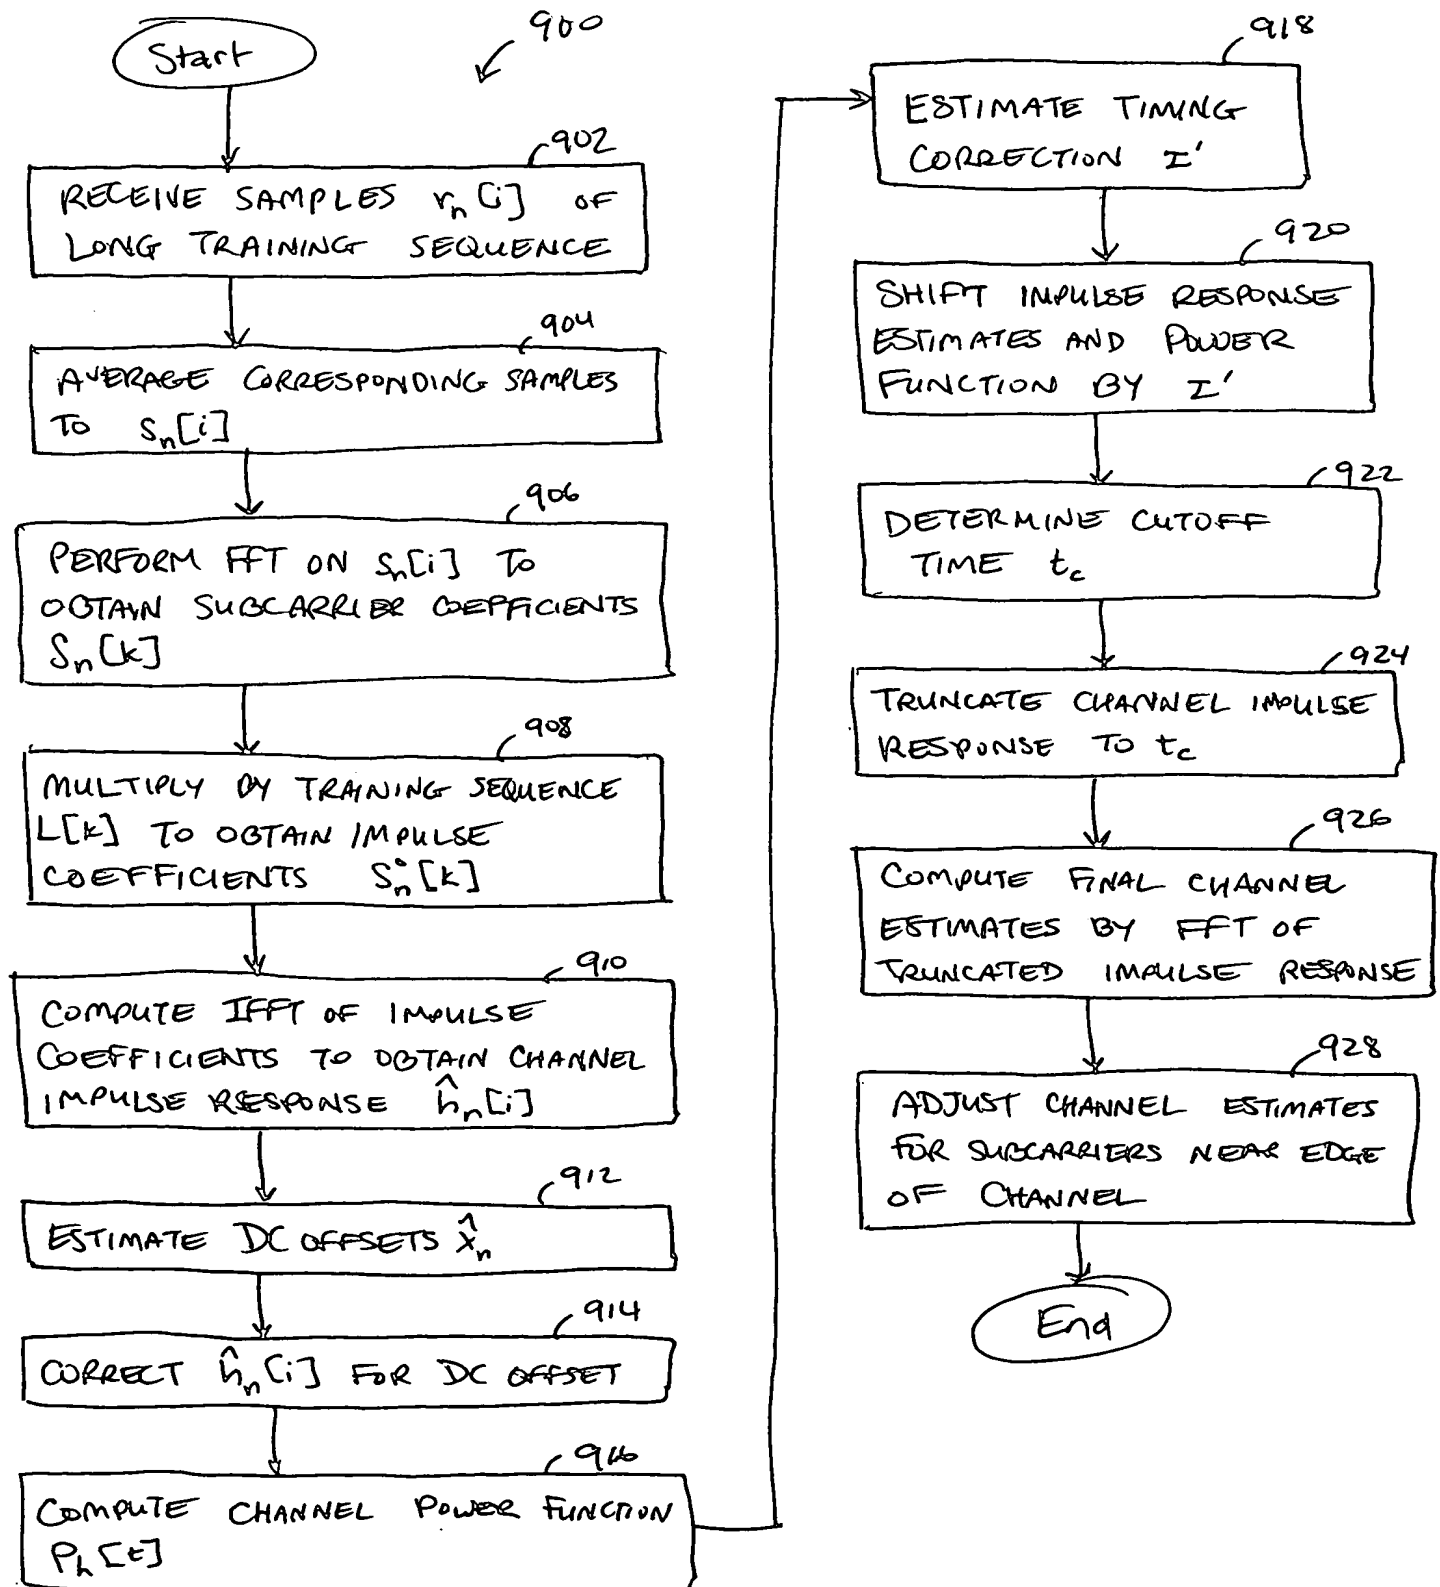 Start
900
902
RECEIVE SAMPLES rₙ[i] OF
LONG TRAINING SEQUENCE
904
AVERAGE CORRESPONDING SAMPLES
TO sₙ[i]
906
PERFORM FFT ON sₙ[i] TO
OBTAIN SUBCARRIER COEFFICIENTS
Sₙ[k]
908
MULTIPLY BY TRAINING SEQUENCE
L[k] TO OBTAIN IMPULSE
COEFFICIENTS Sₙ°[k]
910
COMPUTE IFFT OF IMPULSE
COEFFICIENTS TO OBTAIN CHANNEL
IMPULSE RESPONSE ĥₙ[i]
912
ESTIMATE DC OFFSETS x̂ₙ
914
CORRECT ĥₙ[i] FOR DC OFFSET
916
COMPUTE CHANNEL POWER FUNCTION
Pₕ[t]
918
ESTIMATE TIMING
CORRECTION I'
920
SHIFT IMPULSE RESPONSE
ESTIMATES AND POWER
FUNCTION BY I'
922
DETERMINE CUTOFF
TIME t_c
924
TRUNCATE CHANNEL IMPULSE
RESPONSE TO t_c
926
COMPUTE FINAL CHANNEL
ESTIMATES BY FFT OF
TRUNCATED IMPULSE RESPONSE
928
ADJUST CHANNEL ESTIMATES
FOR SUBCARRIERS NEAR EDGE
OF CHANNEL
End